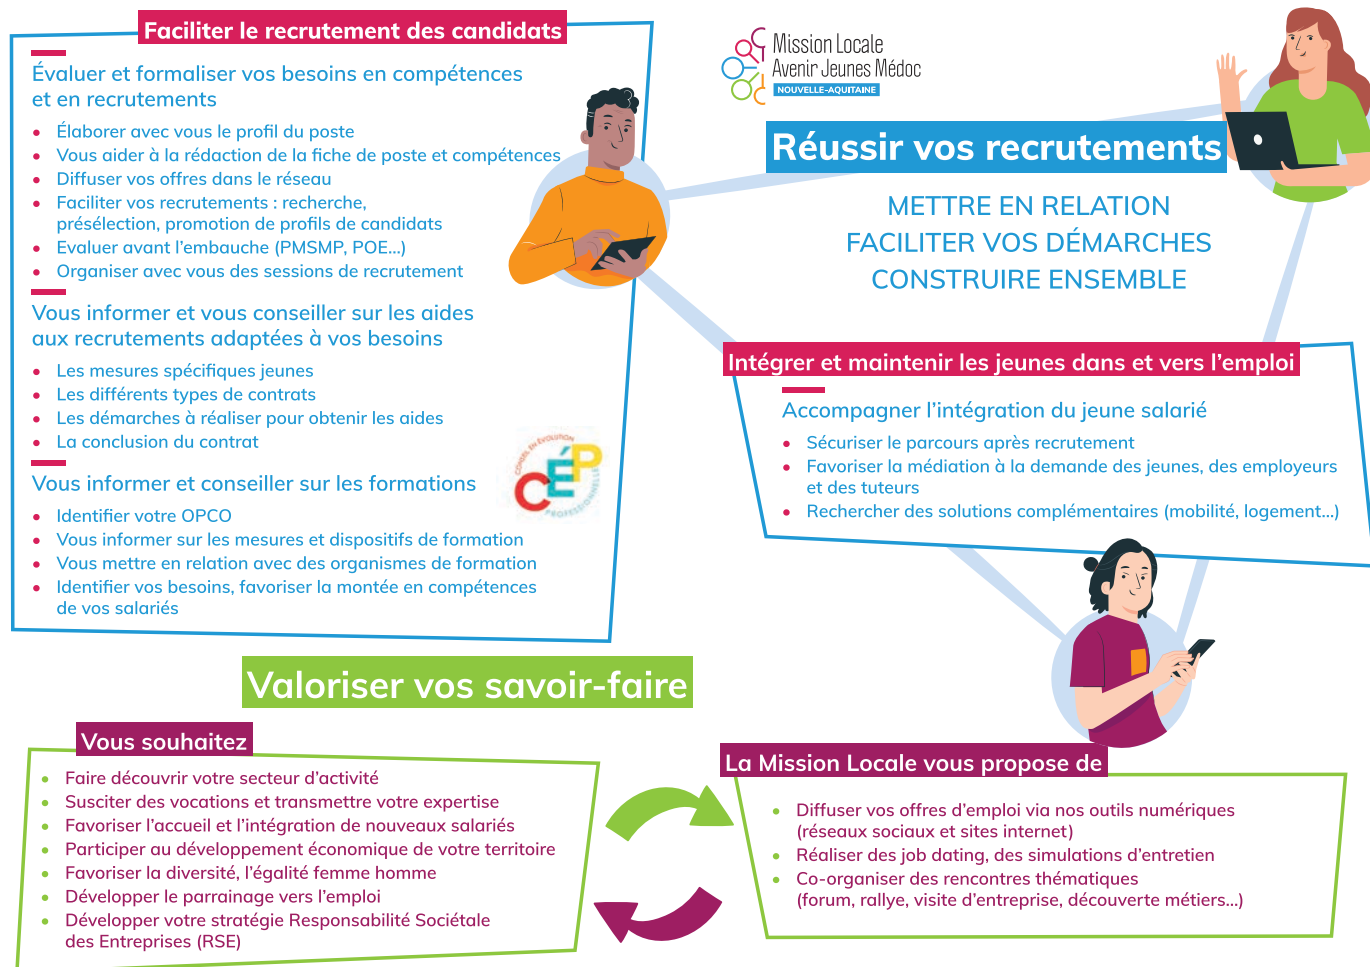 Faciliter le recrutement des candidats
Évaluer et formaliser vos besoins en compétences
et en recrutements
• Élaborer avec vous le profil du poste
• Vous aider à la rédaction de la fiche de poste et compétences
• Diffuser vos offres dans le réseau
• Faciliter vos recrutements : recherche,
présélection, promotion de profils de candidats
• Evaluer avant l'embauche (PMSMP, POE...)
• Organiser avec vous des sessions de recrutement
Vous informer et vous conseiller sur les aides
aux recrutements adaptées à vos besoins
• Les mesures spécifiques jeunes
• Les différents types de contrats
• Les démarches à réaliser pour obtenir les aides
• La conclusion du contrat
Vous informer et conseiller sur les formations
• Identifier votre OPCO
• Vous informer sur les mesures et dispositifs de formation
• Vous mettre en relation avec des organismes de formation
• Identifier vos besoins, favoriser la montée en compétences
de vos salariés
CONSEIL EN ÉVOLUTION
CÉP
PROFESSIONNELLE
Mission Locale
Avenir Jeunes Médoc
NOUVELLE-AQUITAINE
Réussir vos recrutements
METTRE EN RELATION
FACILITER VOS DÉMARCHES
CONSTRUIRE ENSEMBLE
Intégrer et maintenir les jeunes dans et vers l'emploi
Accompagner l'intégration du jeune salarié
• Sécuriser le parcours après recrutement
• Favoriser la médiation à la demande des jeunes, des employeurs
et des tuteurs
• Rechercher des solutions complémentaires (mobilité, logement...)
Valoriser vos savoir-faire
Vous souhaitez
• Faire découvrir votre secteur d'activité
• Susciter des vocations et transmettre votre expertise
• Favoriser l'accueil et l'intégration de nouveaux salariés
• Participer au développement économique de votre territoire
• Favoriser la diversité, l'égalité femme homme
• Développer le parrainage vers l'emploi
• Développer votre stratégie Responsabilité Sociétale
des Entreprises (RSE)
La Mission Locale vous propose de
• Diffuser vos offres d'emploi via nos outils numériques
(réseaux sociaux et sites internet)
• Réaliser des job dating, des simulations d'entretien
• Co-organiser des rencontres thématiques
(forum, rallye, visite d'entreprise, découverte métiers...)